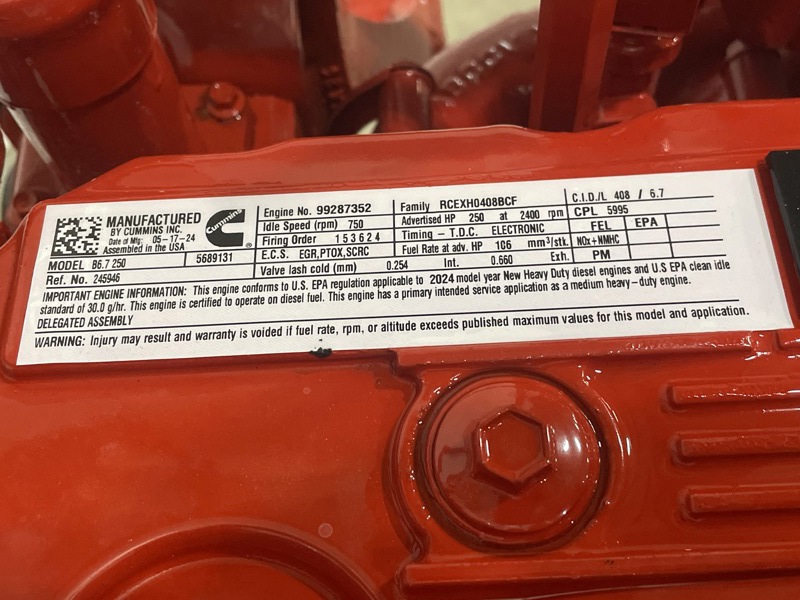 MANUFACTURED
BY CUMMINS INC.
Date of Mfg: 05-17-24
Assembled in the USA
Cummins
MODEL B6.7 250 5689131
Ref. No. 245946
Engine No. 99287352
Idle Speed (rpm) 750
Firing Order 1 5 3 6 2 4
E.C.S. EGR,PTOX,SCRC
Valve lash cold (mm) 0.254 Int. 0.660 Exh.
Family RCEXH0408BCF
Advertised HP 250 at 2400 rpm
Timing - T.D.C. ELECTRONIC
Fuel Rate at adv. HP 106 mm³/stk.
C.I.D./L 408 / 6.7
CPL 5995
FEL EPA
NOx+NMHC
PM
IMPORTANT ENGINE INFORMATION: This engine conforms to U.S. EPA regulation applicable to 2024 model year New Heavy Duty diesel engines and U.S EPA clean idle
standard of 30.0 g/hr. This engine is certified to operate on diesel fuel. This engine has a primary intended service application as a medium heavy-duty engine.
DELEGATED ASSEMBLY
WARNING: Injury may result and warranty is voided if fuel rate, rpm, or altitude exceeds published maximum values for this model and application.